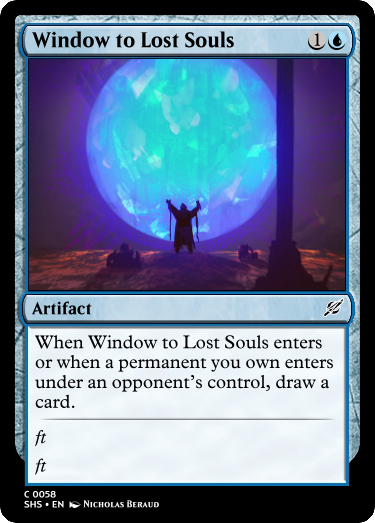 Window to Lost Souls 1
Artifact
When Window to Lost Souls enters
or when a permanent you own enters
under an opponent's control, draw a
card.
ft
ft
C 0058
SHS • EN Nicholas Beraud